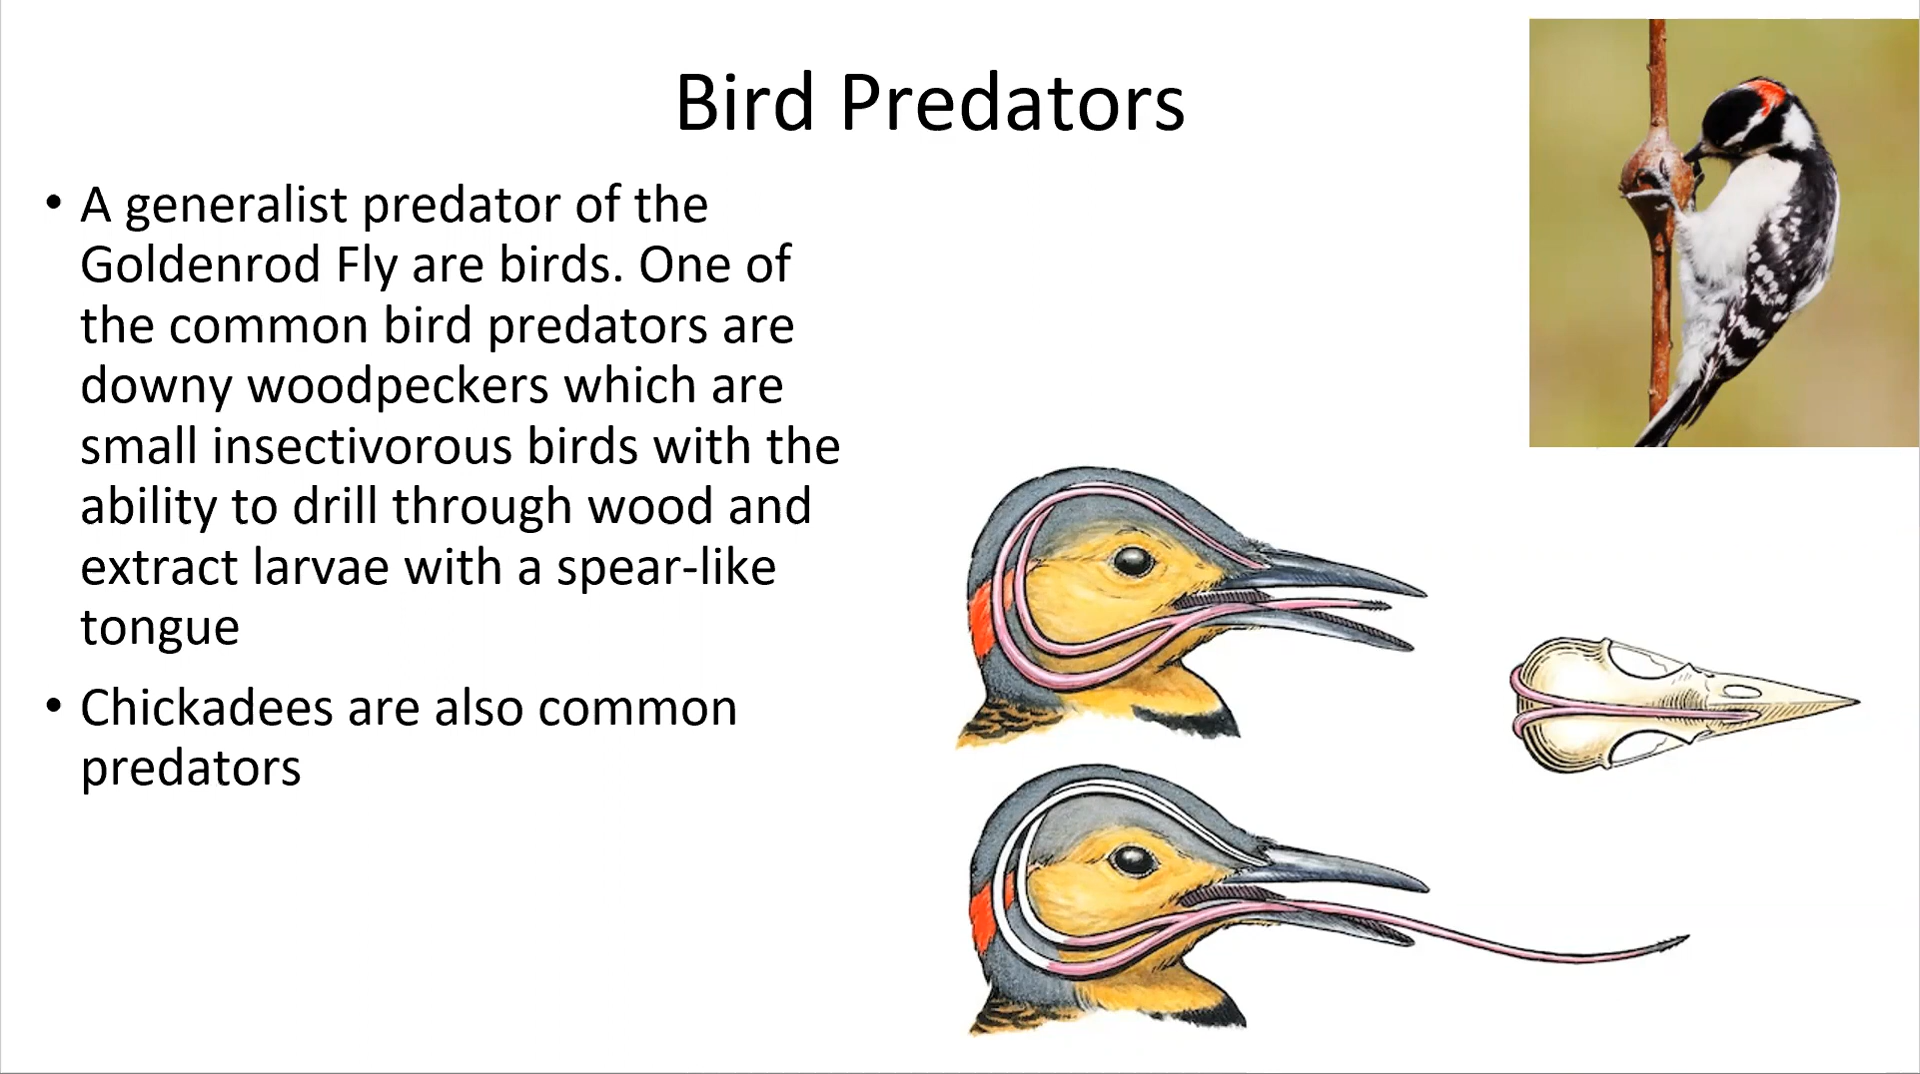 Bird Predators
• A generalist predator of the
Goldenrod Fly are birds. One of
the common bird predators are
downy woodpeckers which are
small insectivorous birds with the
ability to drill through wood and
extract larvae with a spear-like
tongue
• Chickadees are also common
predators